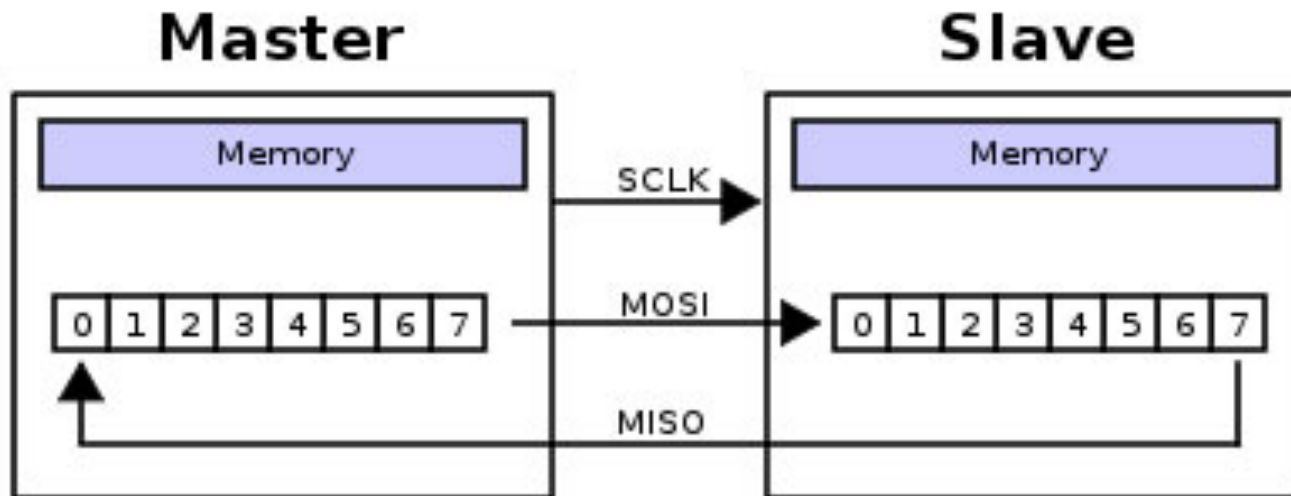 Master Slave
Memory Memory
SCLK
0 1 2 3 4 5 6 7 MOSI 0 1 2 3 4 5 6 7
MISO